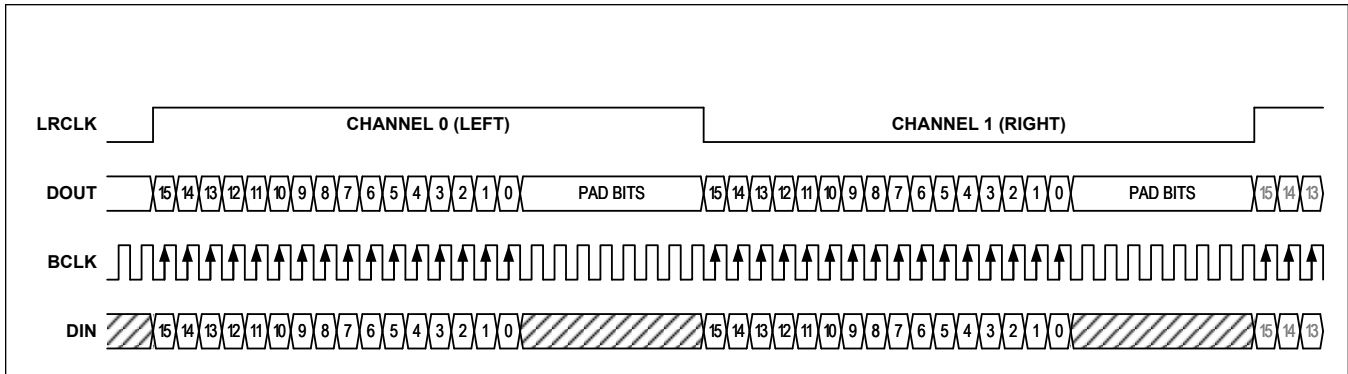 LRCLK CHANNEL 0 (LEFT) CHANNEL 1 (RIGHT)
DOUT 15 14 13 12 11 10 9 8 7 6 5 4 3 2 1 0 PAD BITS 15 14 13 12 11 10 9 8 7 6 5 4 3 2 1 0 PAD BITS 15 14 13
BCLK
DIN 15 14 13 12 11 10 9 8 7 6 5 4 3 2 1 0 15 14 13 12 11 10 9 8 7 6 5 4 3 2 1 0 15 14 13